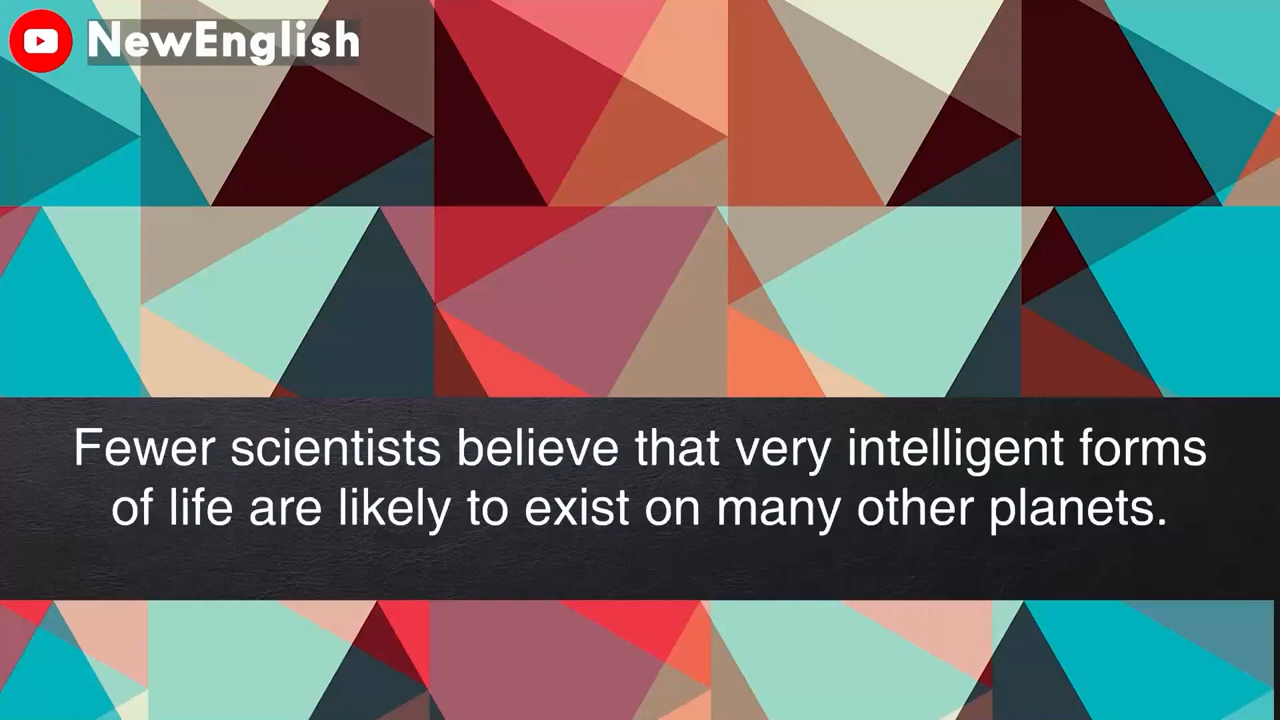 NewEnglish
Fewer scientists believe that very intelligent forms
of life are likely to exist on many other planets.